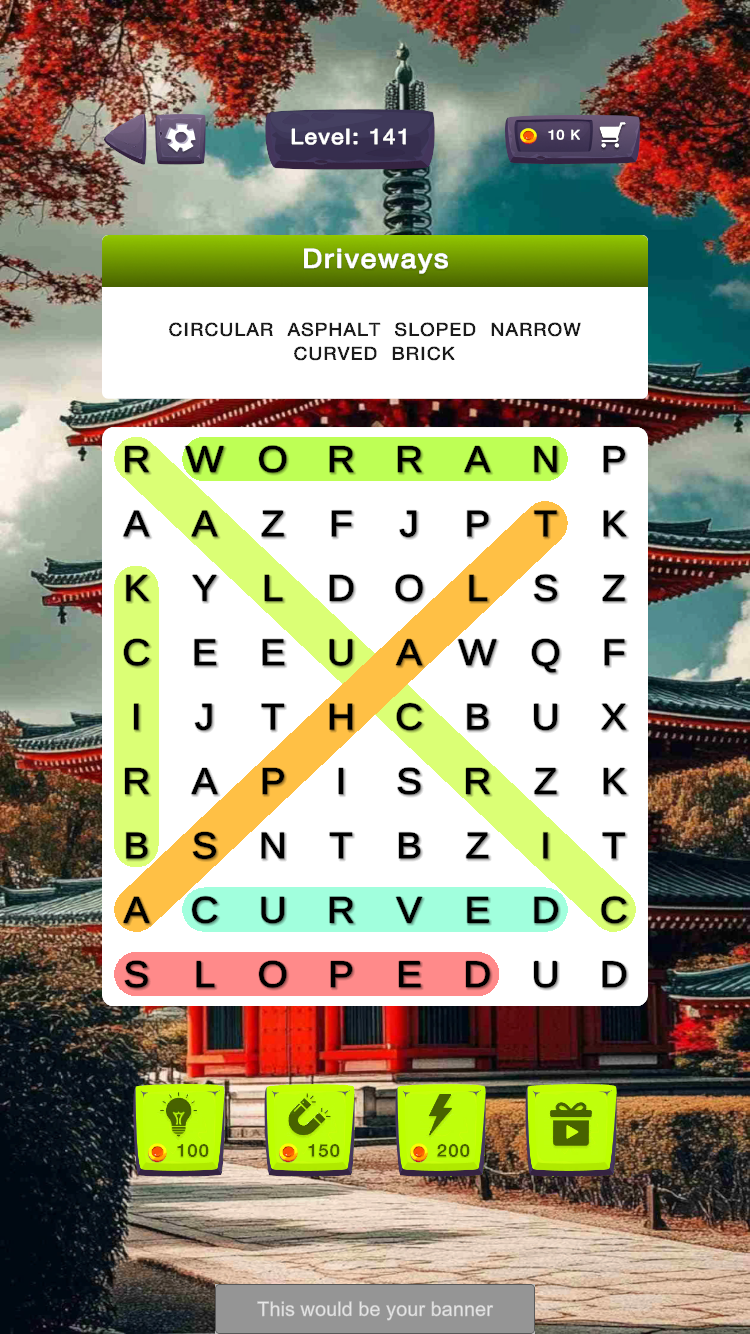 Level: 141
10 K
Driveways
CIRCULAR ASPHALT SLOPED NARROW
CURVED BRICK
R W O R R A N P
A A Z F J P T K
K Y L D O L S Z
C E E U A W Q F
I J T H C B U X
R A P I S R Z K
B S N T B Z I T
A C U R V E D C
S L O P E D U D
100 150 200
This would be your banner